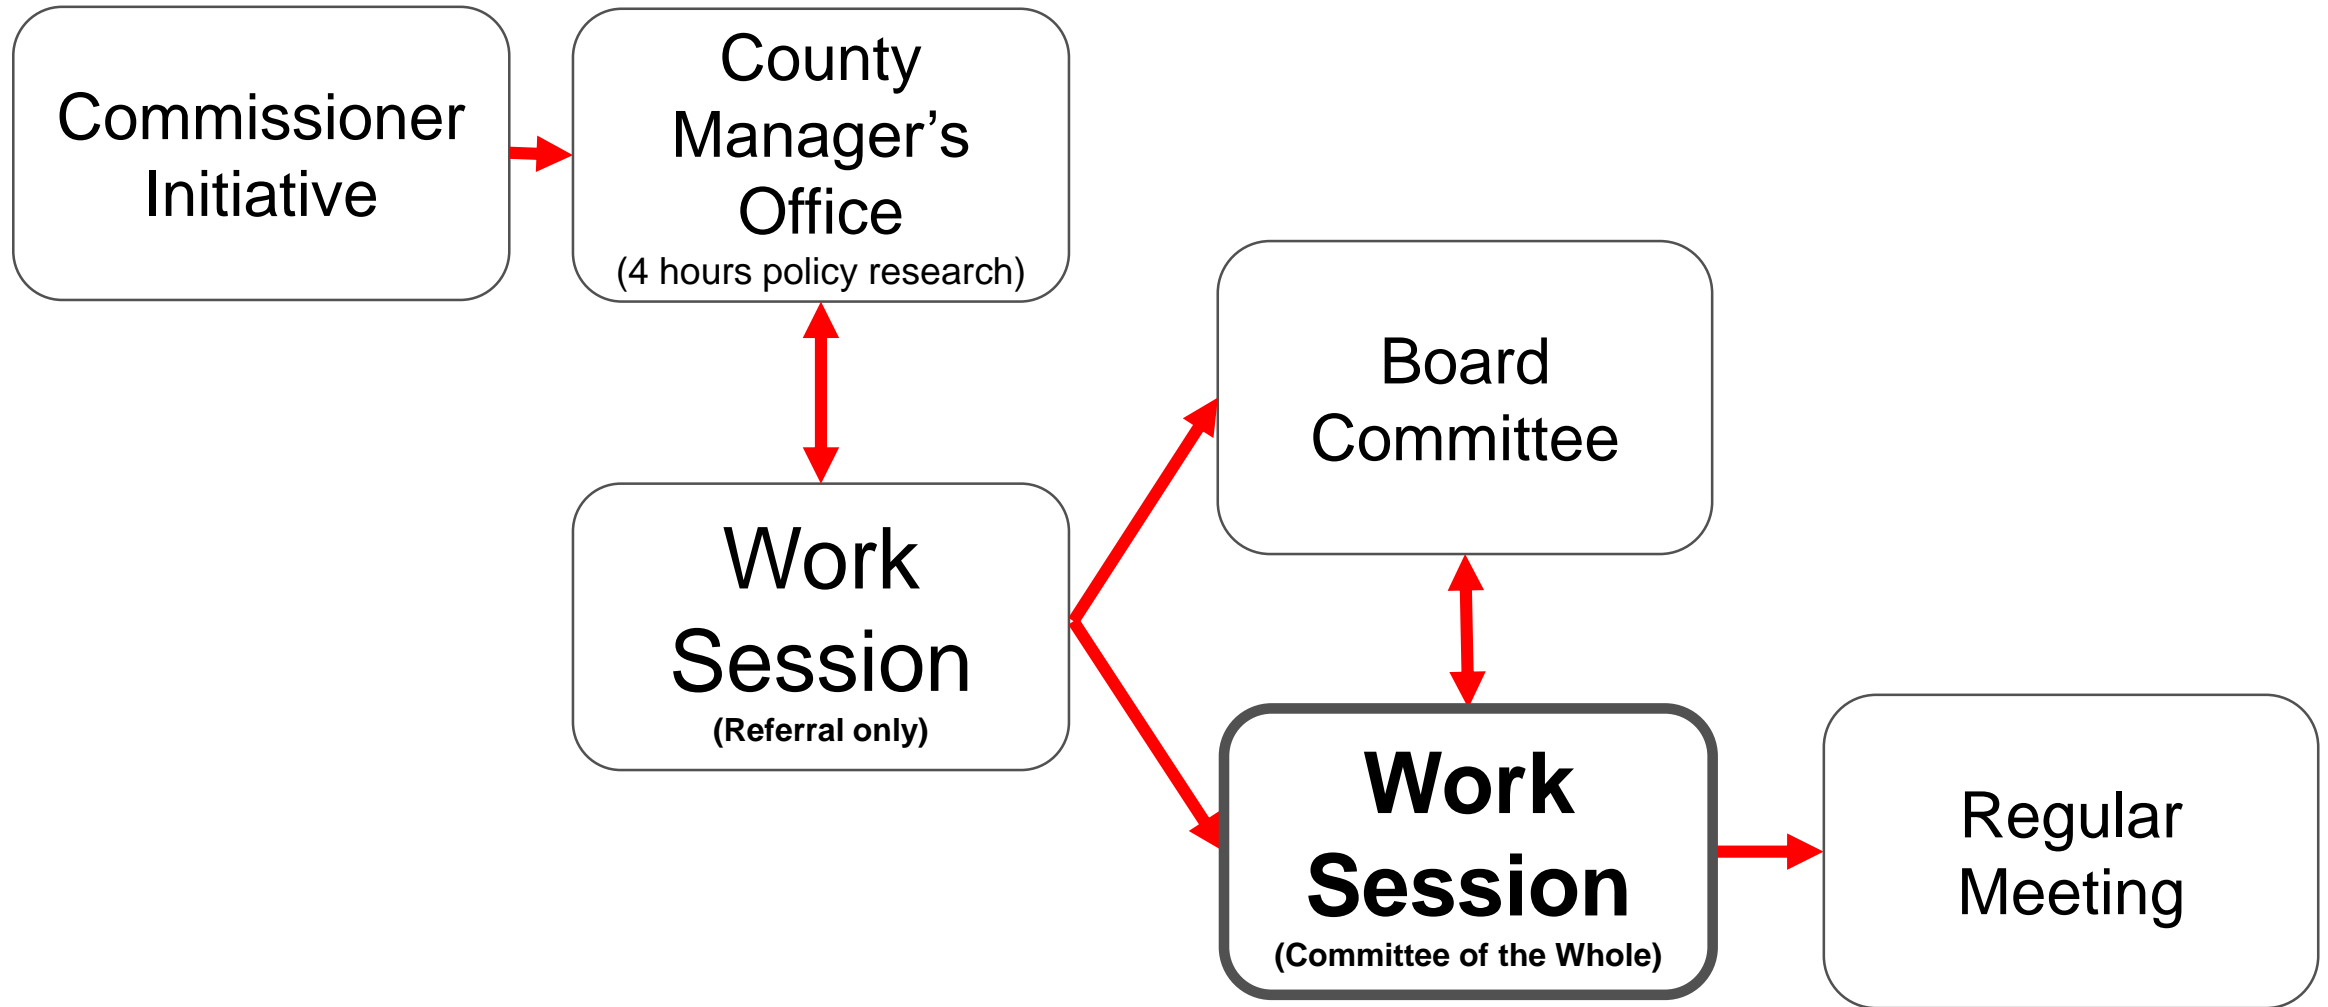 Commissioner
Initiative
County
Manager’s
Office
(4 hours policy research)
Work
Session
(Referral only)
Board
Committee
Work
Session
(Committee of the Whole)
Regular
Meeting